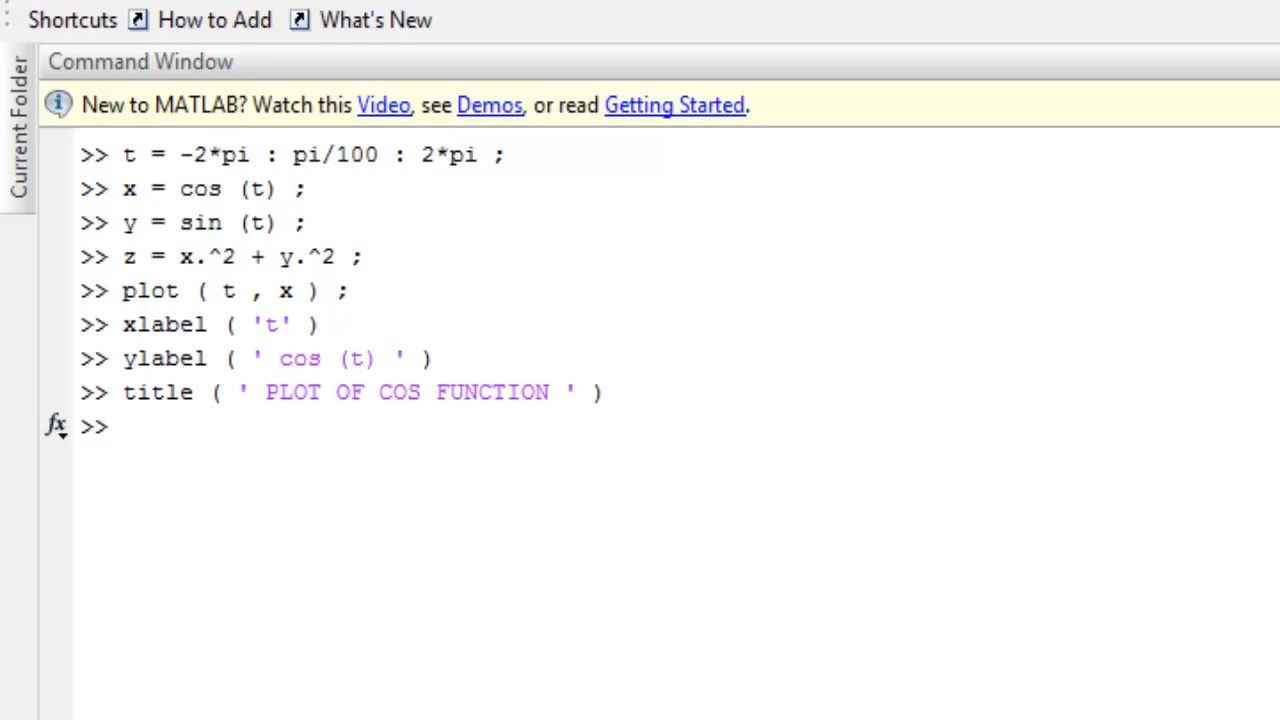 Shortcuts How to Add What's New
Current Folder
Command Window
New to MATLAB? Watch this Video, see Demos, or read Getting Started.
>> t = -2*pi : pi/100 : 2*pi ;
>> x = cos (t) ;
>> y = sin (t) ;
>> z = x.^2 + y.^2 ;
>> plot ( t , x ) ;
>> xlabel ( 't' )
>> ylabel ( ' cos (t) ' )
>> title ( ' PLOT OF COS FUNCTION ' )
fx >>